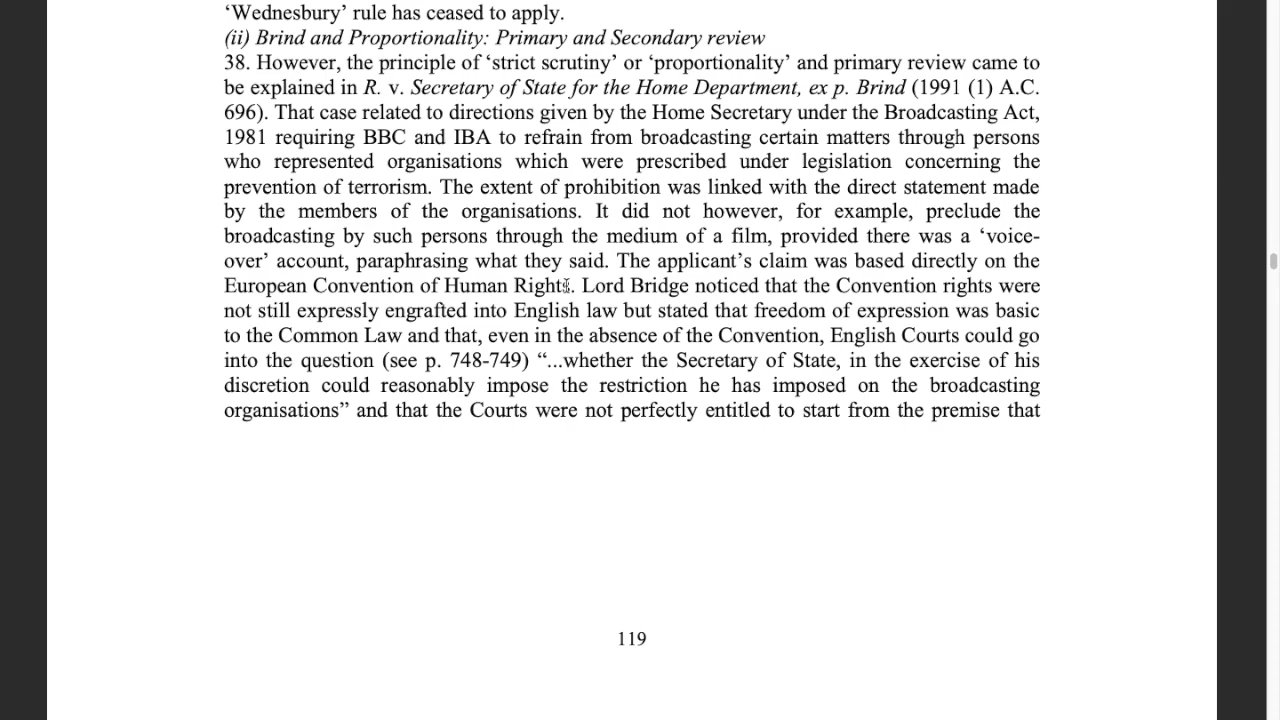 ‘Wednesbury’ rule has ceased to apply.
(ii) Brind and Proportionality: Primary and Secondary review
38. However, the principle of ‘strict scrutiny’ or ‘proportionality’ and primary review came to
be explained in R. v. Secretary of State for the Home Department, ex p. Brind (1991 (1) A.C.
696). That case related to directions given by the Home Secretary under the Broadcasting Act,
1981 requiring BBC and IBA to refrain from broadcasting certain matters through persons
who represented organisations which were prescribed under legislation concerning the
prevention of terrorism. The extent of prohibition was linked with the direct statement made
by the members of the organisations. It did not however, for example, preclude the
broadcasting by such persons through the medium of a film, provided there was a ‘voice-
over’ account, paraphrasing what they said. The applicant’s claim was based directly on the
European Convention of Human Rights. Lord Bridge noticed that the Convention rights were
not still expressly engrafted into English law but stated that freedom of expression was basic
to the Common Law and that, even in the absence of the Convention, English Courts could go
into the question (see p. 748-749) “...whether the Secretary of State, in the exercise of his
discretion could reasonably impose the restriction he has imposed on the broadcasting
organisations” and that the Courts were not perfectly entitled to start from the premise that
119